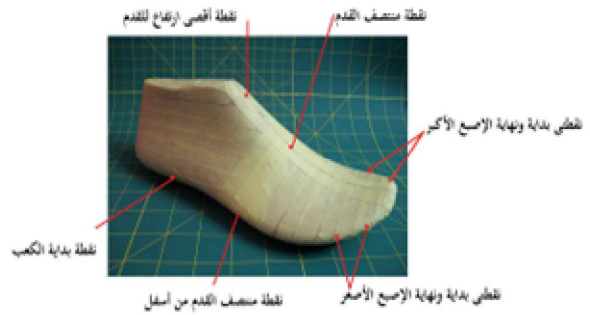 نقطة منتصف القدم
نقطة أقصى ارتفاع للقدم
نقطتي بداية ونهاية الإصبع الأكبر
نقطة بداية الكعب
نقطة منتصف القدم من أسفل
نقطتي بداية ونهاية الإصبع الأصغر